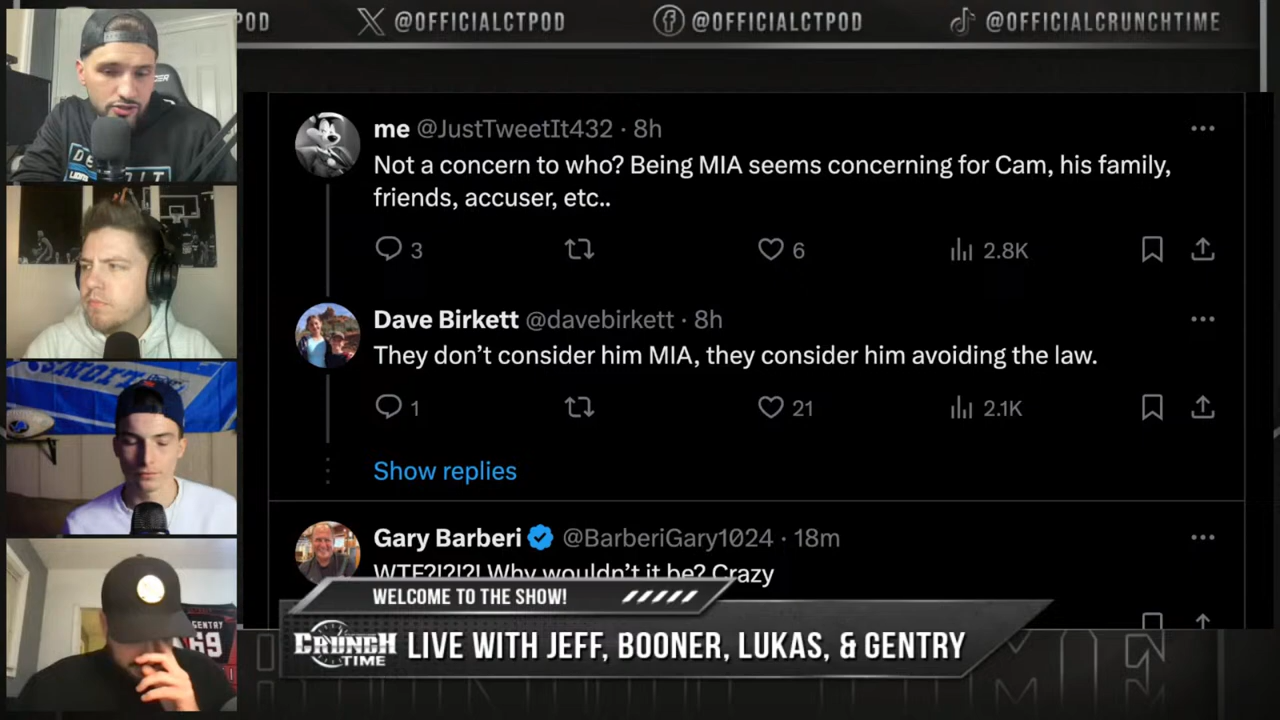 POD
@OFFICIALCTPOD
@OFFICIALCTPOD
@OFFICIALCRUNCHTIME
me @JustTweetIt432 · 8h
Not a concern to who? Being MIA seems concerning for Cam, his family,
friends, accuser, etc..
3
6
2.8K
Dave Birkett @davebirkett · 8h
They don’t consider him MIA, they consider him avoiding the law.
1
21
2.1K
Show replies
Gary Barberi @BarberiGary1024 · 18m
WTF?!?!?! Why wouldn’t it be? Crazy
WELCOME TO THE SHOW!
CRUNCH
TIME
LIVE WITH JEFF, BOONER, LUKAS, & GENTRY
LIONS
GENTRY
69